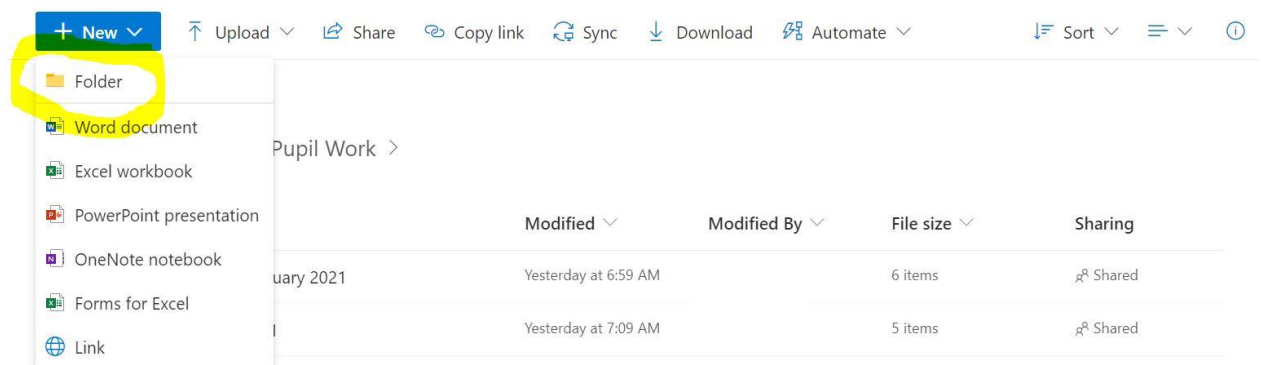 New Upload Share Copy link Sync Download Automate Sort
Folder
Word document
Pupil Work
Excel workbook
PowerPoint presentation
Modified Modified By File size Sharing
OneNote notebook
uary 2021 Yesterday at 6:59 AM 6 items Shared
Forms for Excel
Yesterday at 7:09 AM 5 items Shared
Link